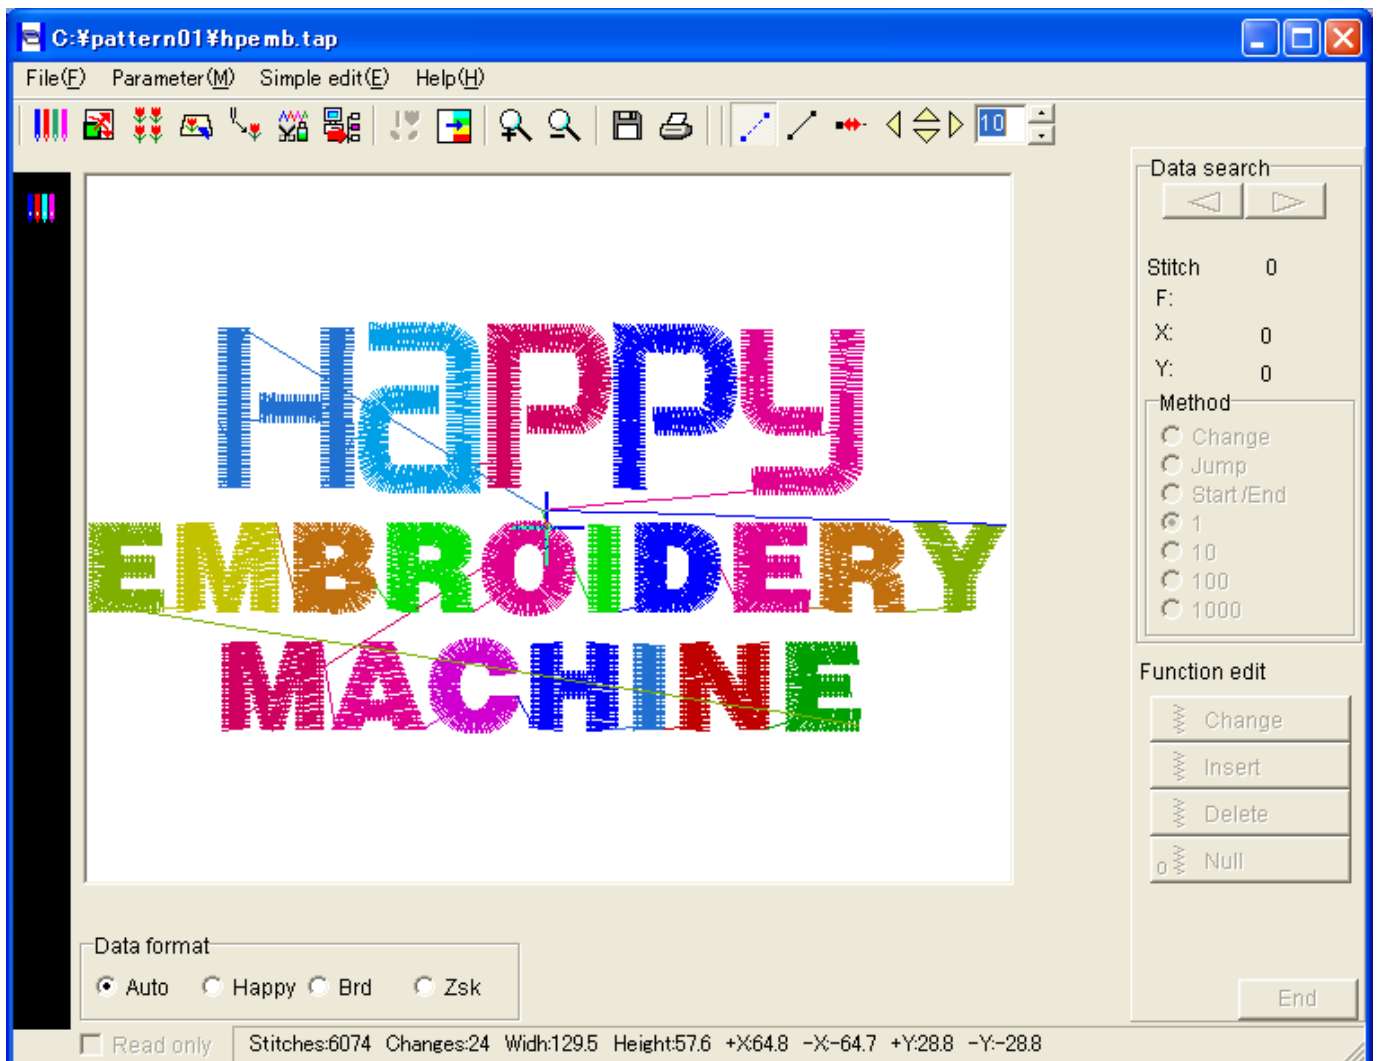 C:¥pattern01¥hpemb.tap
File(F) Parameter(M) Simple edit(E) Help(H)
10
Data search
Stitch 0
F:
X: 0
Y: 0
Method
Change
Jump
Start/End
1
10
100
1000
Happy
EMBROIDERY
MACHINE
Function edit
Change
Insert
Delete
0 Null
Data format
Auto Happy Brd Zsk
End
Read only Stitches:6074 Changes:24 Widh:129.5 Height:57.6 +X:64.8 -X:-64.7 +Y:28.8 -Y:-28.8